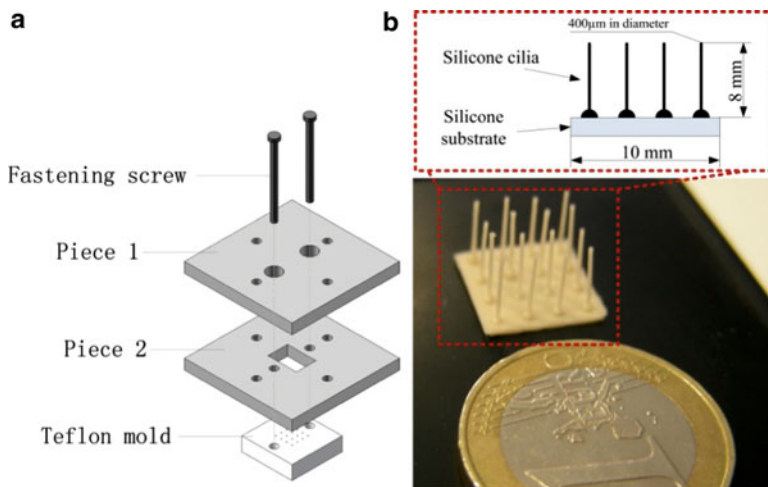 a
Fastening screw
Piece 1
Piece 2
Teflon mold
b
400μm in diameter
Silicone cilia
8 mm
Silicone
substrate
10 mm
1